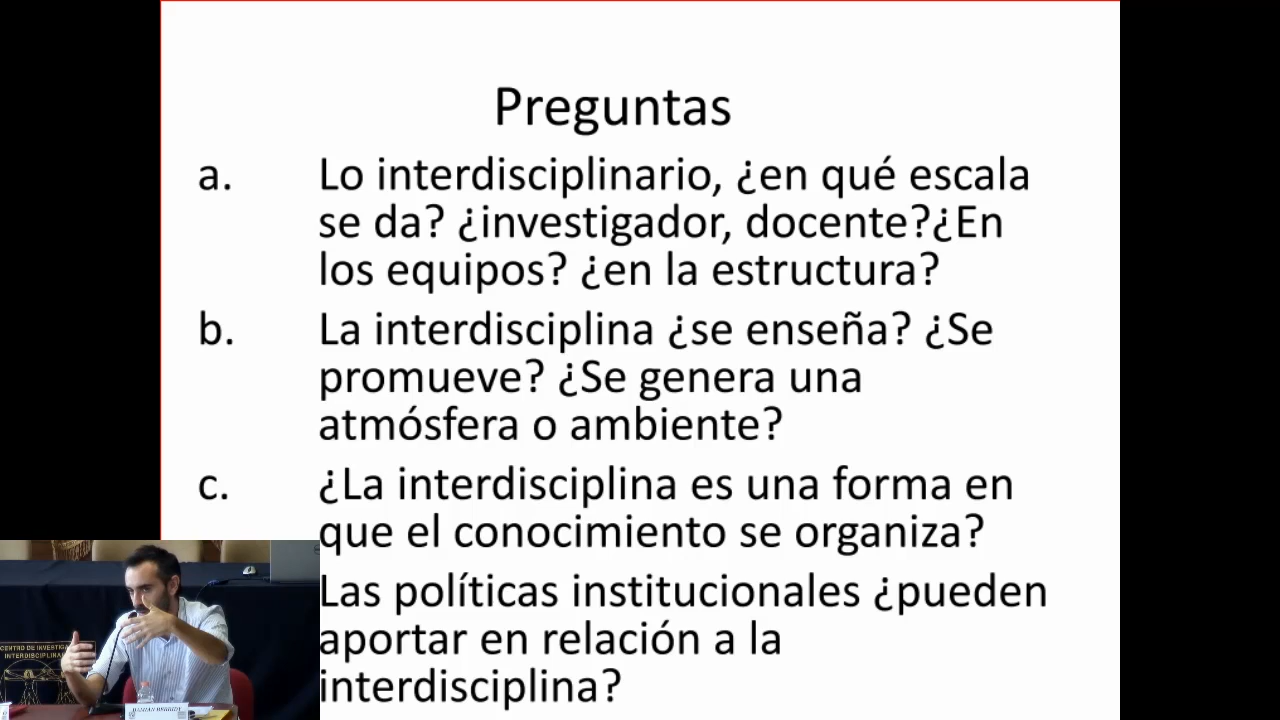 Preguntas
a. Lo interdisciplinario, ¿en qué escala
se da? ¿investigador, docente?¿En
los equipos? ¿en la estructura?
b. La interdisciplina ¿se enseña? ¿Se
promueve? ¿Se genera una
atmósfera o ambiente?
c. ¿La interdisciplina es una forma en
que el conocimiento se organiza?
Las políticas institucionales ¿pueden
aportar en relación a la
interdisciplina?
CENTRO DE